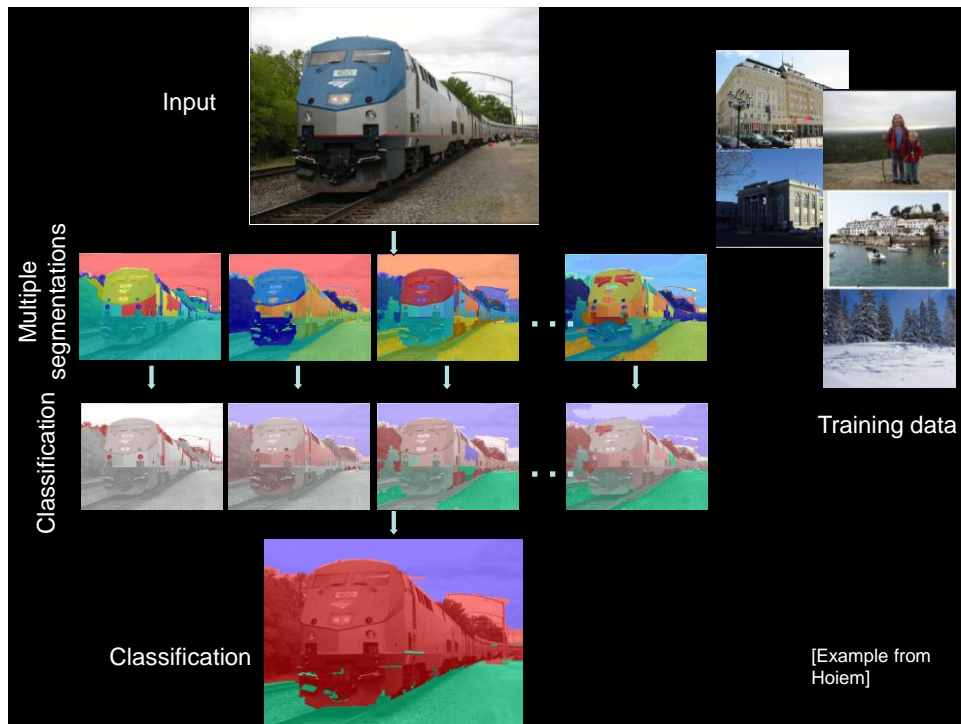 Input
Multiple
segmentations
. . .
Classification
. . .
Training data
Classification
[Example from
Hoiem]